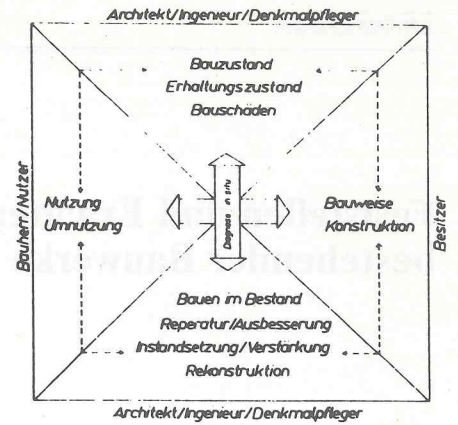 Architekt/Ingenieur/Denkmalpfleger
Bauzustand
Erhaltungszustand
Bauschäden
Bauherr/Nutzer
Nutzung
Umnutzung
Diagnose in situ
Bauweise
Konstruktion
Besitzer
Bauen im Bestand
Reperatur/Ausbesserung
Instandsetzung/Verstärkung
Rekonstruktion
Architekt/Ingenieur/Denkmalpfleger